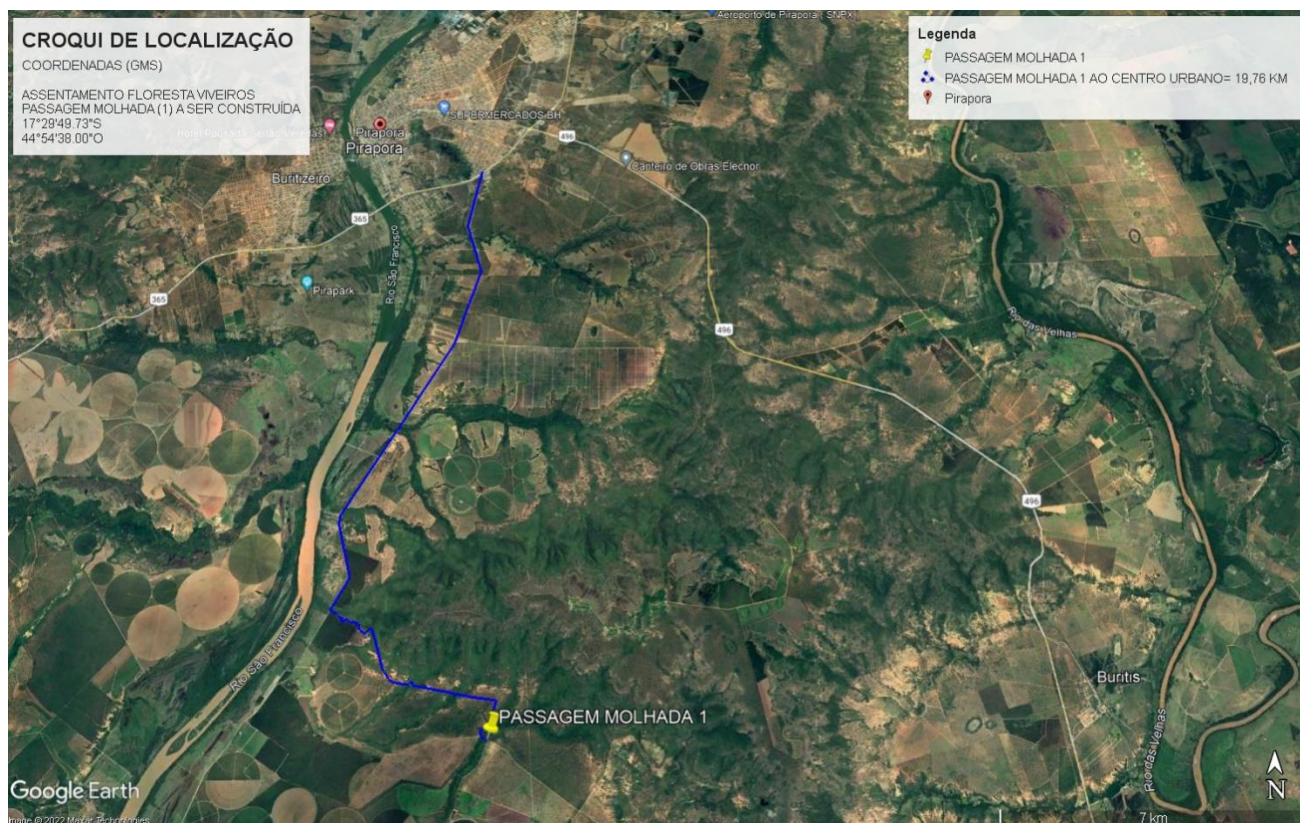 CROQUI DE LOCALIZAÇÃO
COORDENADAS (GMS)
ASSENTAMENTO FLORESTA VIVEIROS
PASSAGEM MOLHADA (1) A SER CONSTRUÍDA
17°29'49.73"S
44°54'38.00"O
Aeroporto de Pirapora ( SNPX)
Legenda
PASSAGEM MOLHADA 1
PASSAGEM MOLHADA 1 AO CENTRO URBANO= 19,76 KM
Pirapora
SUPERMERCADOS BH
Pirapora
Pirapora
496
Canteiro de Obras Elecnor
Buritizeiro
365
Rio São Francisco
Pirapark
365
496
Rio das Velhas
496
Rio São Francisco
Buritis
PASSAGEM MOLHADA 1
Rio das Velhas
Google Earth
N
Image © 2022 Maxar Technologies
7 km